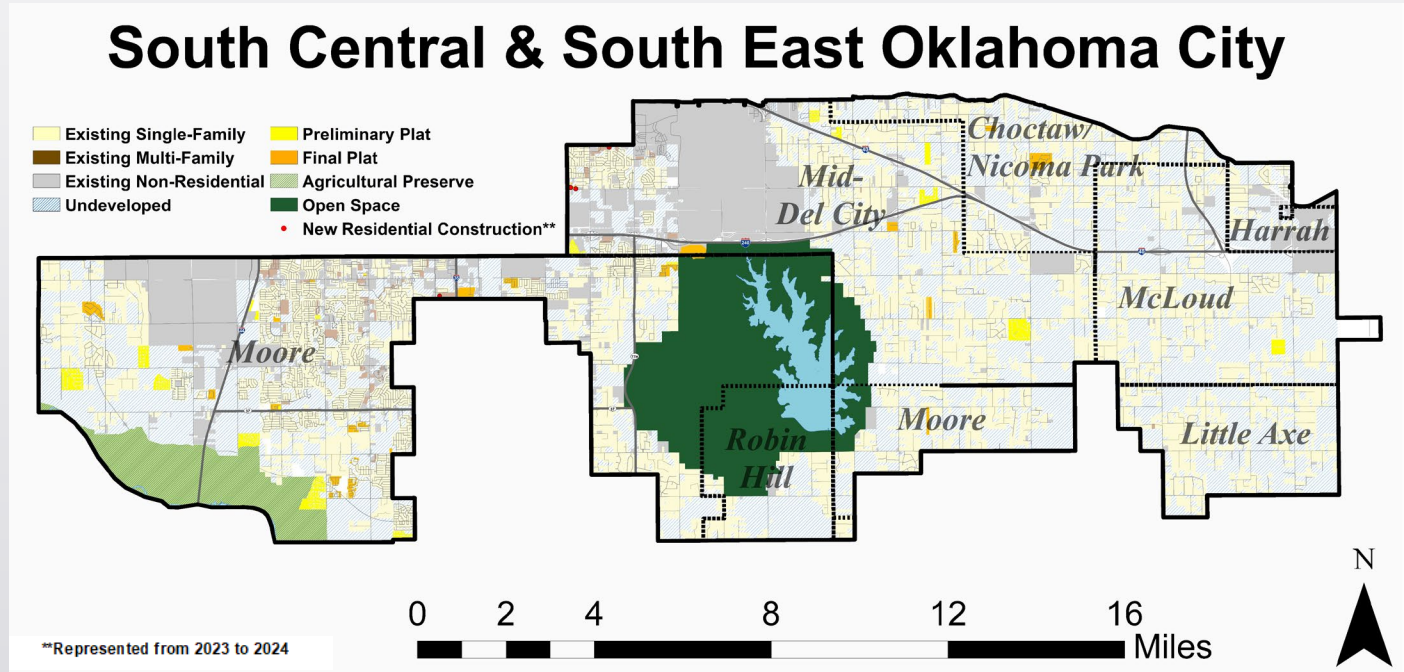 South Central & South East Oklahoma City
Existing Single-Family
Existing Multi-Family
Existing Non-Residential
Undeveloped
Preliminary Plat
Final Plat
Agricultural Preserve
Open Space
New Residential Construction**
Choctaw/
Nicoma Park
Mid-
Del City
Harrah
McLoud
Moore
Moore
Robin
Hill
Little Axe
N
0 2 4 8 12 16
Miles
**Represented from 2023 to 2024